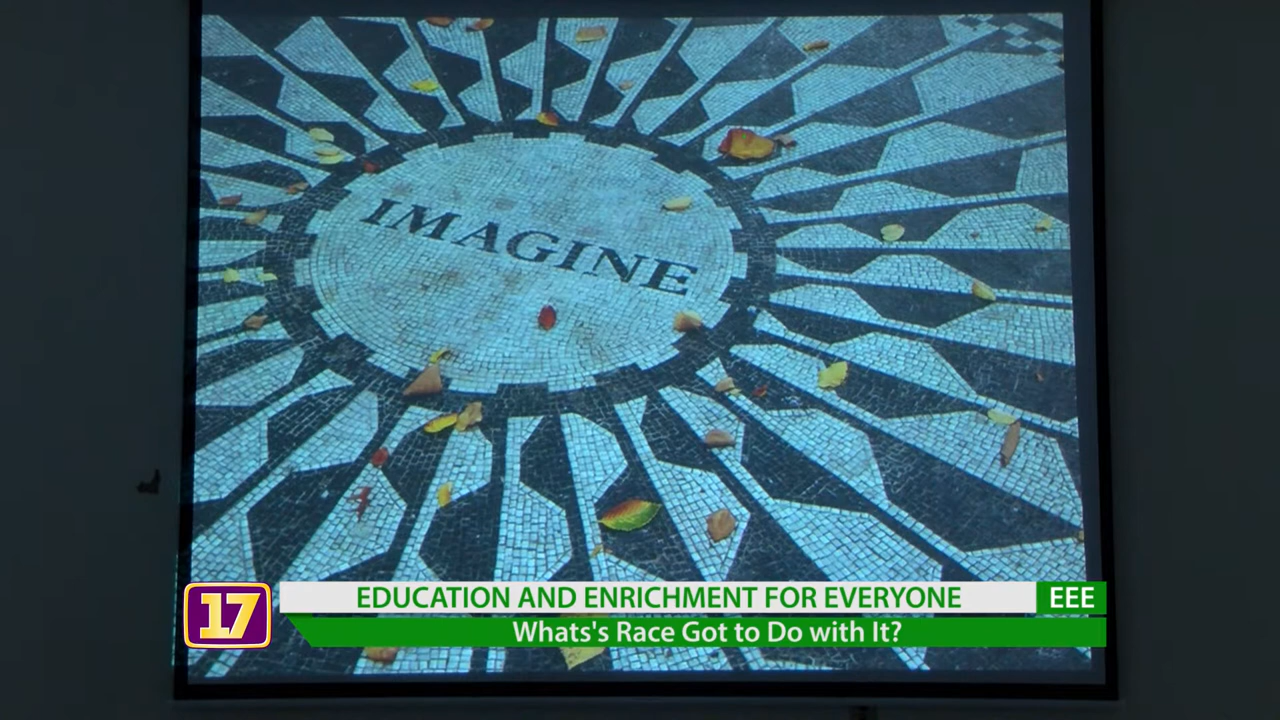 IMAGINE
17
EDUCATION AND ENRICHMENT FOR EVERYONE
EEE
Whats's Race Got to Do with It?